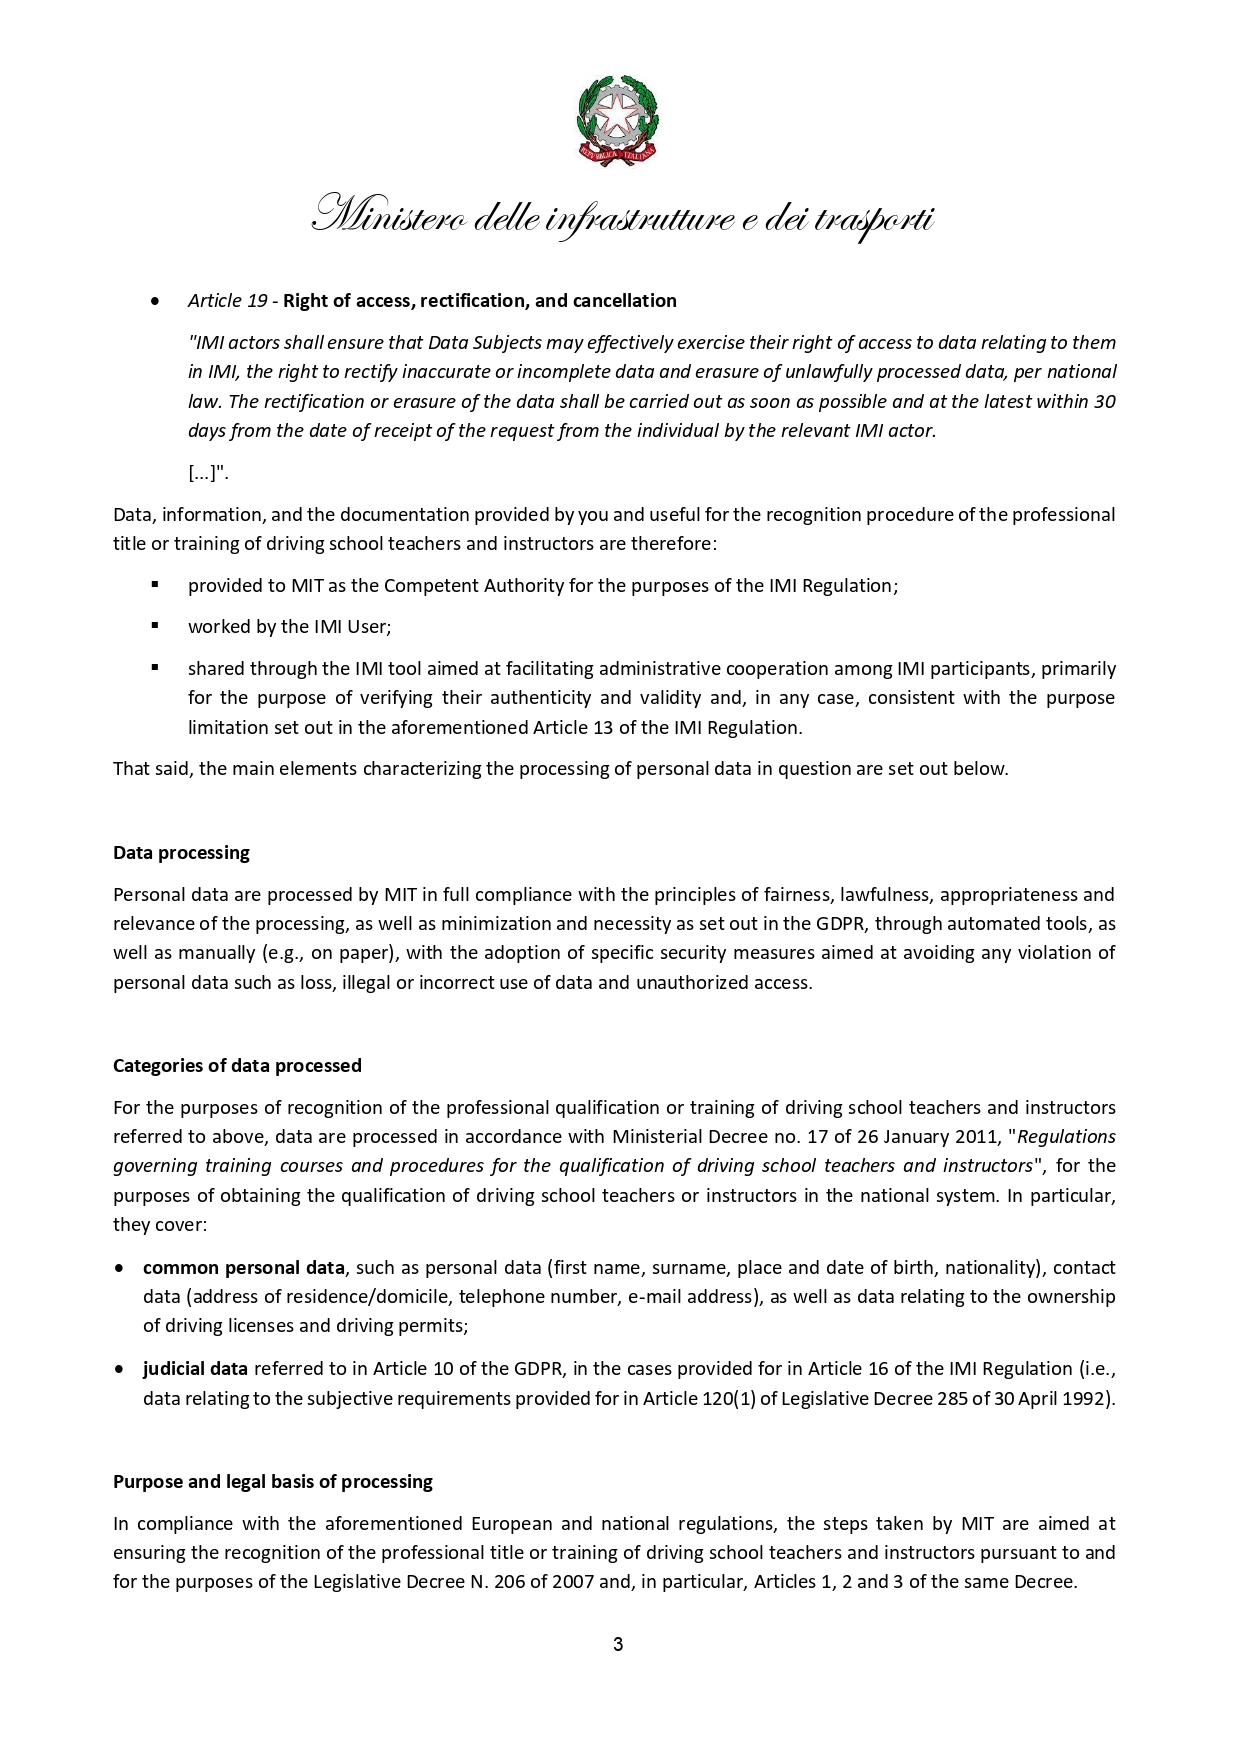 REPVBBLICA ITALIANA
Ministero delle infrastrutture e dei trasporti
• Article 19 - Right of access, rectification, and cancellation
"IMI actors shall ensure that Data Subjects may effectively exercise their right of access to data relating to them
in IMI, the right to rectify inaccurate or incomplete data and erasure of unlawfully processed data, per national
law. The rectification or erasure of the data shall be carried out as soon as possible and at the latest within 30
days from the date of receipt of the request from the individual by the relevant IMI actor.
[...]".
Data, information, and the documentation provided by you and useful for the recognition procedure of the professional
title or training of driving school teachers and instructors are therefore:
▪ provided to MIT as the Competent Authority for the purposes of the IMI Regulation;
▪ worked by the IMI User;
▪ shared through the IMI tool aimed at facilitating administrative cooperation among IMI participants, primarily
for the purpose of verifying their authenticity and validity and, in any case, consistent with the purpose
limitation set out in the aforementioned Article 13 of the IMI Regulation.
That said, the main elements characterizing the processing of personal data in question are set out below.
Data processing
Personal data are processed by MIT in full compliance with the principles of fairness, lawfulness, appropriateness and
relevance of the processing, as well as minimization and necessity as set out in the GDPR, through automated tools, as
well as manually (e.g., on paper), with the adoption of specific security measures aimed at avoiding any violation of
personal data such as loss, illegal or incorrect use of data and unauthorized access.
Categories of data processed
For the purposes of recognition of the professional qualification or training of driving school teachers and instructors
referred to above, data are processed in accordance with Ministerial Decree no. 17 of 26 January 2011, "Regulations
governing training courses and procedures for the qualification of driving school teachers and instructors", for the
purposes of obtaining the qualification of driving school teachers or instructors in the national system. In particular,
they cover:
• common personal data, such as personal data (first name, surname, place and date of birth, nationality), contact
data (address of residence/domicile, telephone number, e-mail address), as well as data relating to the ownership
of driving licenses and driving permits;
• judicial data referred to in Article 10 of the GDPR, in the cases provided for in Article 16 of the IMI Regulation (i.e.,
data relating to the subjective requirements provided for in Article 120(1) of Legislative Decree 285 of 30 April 1992).
Purpose and legal basis of processing
In compliance with the aforementioned European and national regulations, the steps taken by MIT are aimed at
ensuring the recognition of the professional title or training of driving school teachers and instructors pursuant to and
for the purposes of the Legislative Decree N. 206 of 2007 and, in particular, Articles 1, 2 and 3 of the same Decree.
3